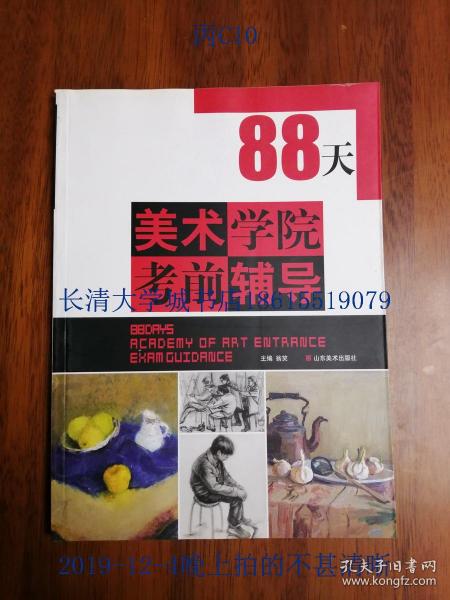 丙C10
88天
美术学院
考前辅导
长清大学城书店18615519079
88DAYS
ACADEMY OF ART ENTRANCE
EXAM GUIDANCE
主编 翁笑 山东美术出版社
2019-12-4晚上拍的不甚清晰
孔夫子旧书网
www.kongfz.com